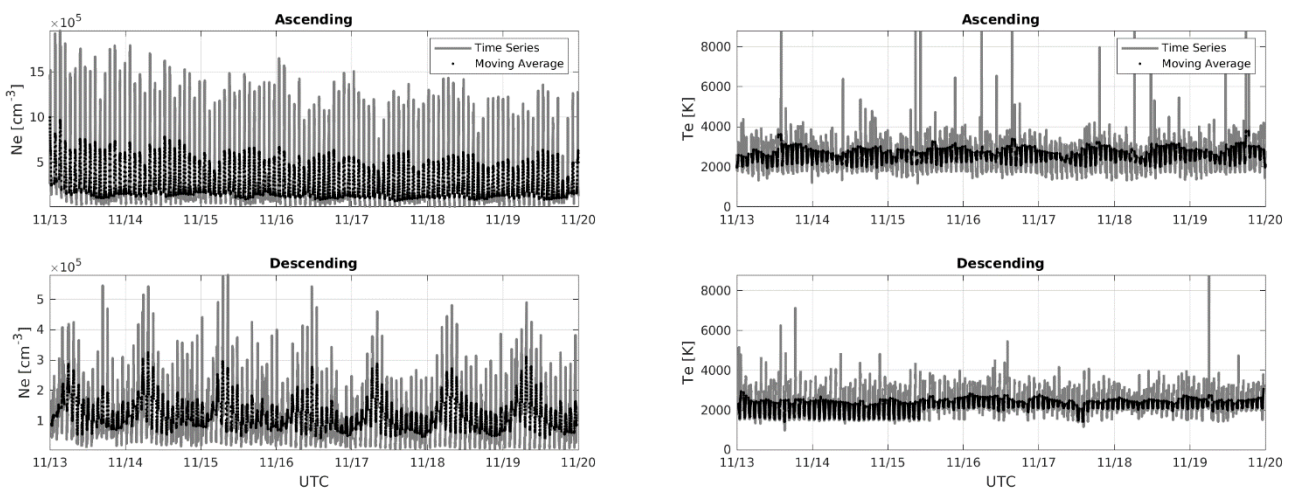 Ascending
×10⁵
Ne [cm⁻³]
15
10
5
Time Series
Moving Average
11/13 11/14 11/15 11/16 11/17 11/18 11/19 11/20
Ascending
Te [K]
8000
6000
4000
2000
0
Time Series
Moving Average
11/13 11/14 11/15 11/16 11/17 11/18 11/19 11/20
Descending
×10⁵
Ne [cm⁻³]
5
4
3
2
1
11/13 11/14 11/15 11/16 11/17 11/18 11/19 11/20
UTC
Descending
Te [K]
8000
6000
4000
2000
0
11/13 11/14 11/15 11/16 11/17 11/18 11/19 11/20
UTC